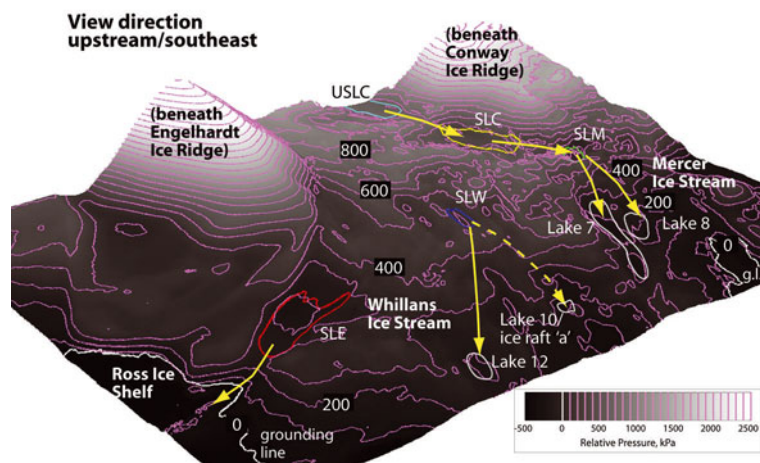 View direction
upstream/southeast
(beneath
Conway
Ice Ridge)
(beneath
Engelhardt
Ice Ridge)
USLC
SLC
SLM
800
400
Mercer
Ice Stream
600
SLW
200
Lake 7
Lake 8
0
g.l.
400
Whillans
Ice Stream
SLE
Lake 10/
ice raft ‘a’
Lake 12
Ross Ice
Shelf
200
0
grounding
line
-500 0 500 1000 1500 2000 2500
Relative Pressure, kPa